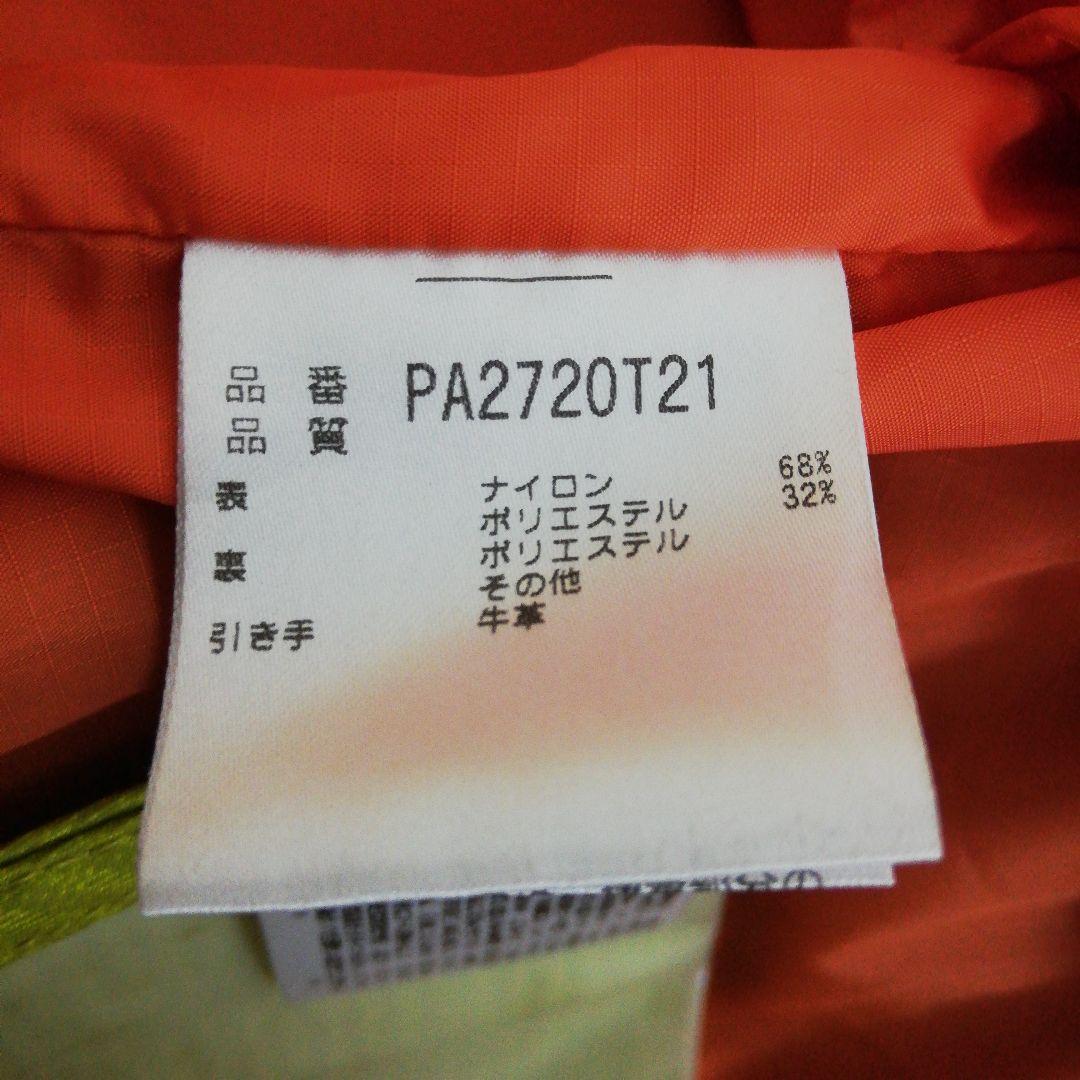 品 番 PA2720T21
品 質
表 ナイロン 68%
ポリエステル 32%
裏 ポリエステル
その他
引き手 牛革